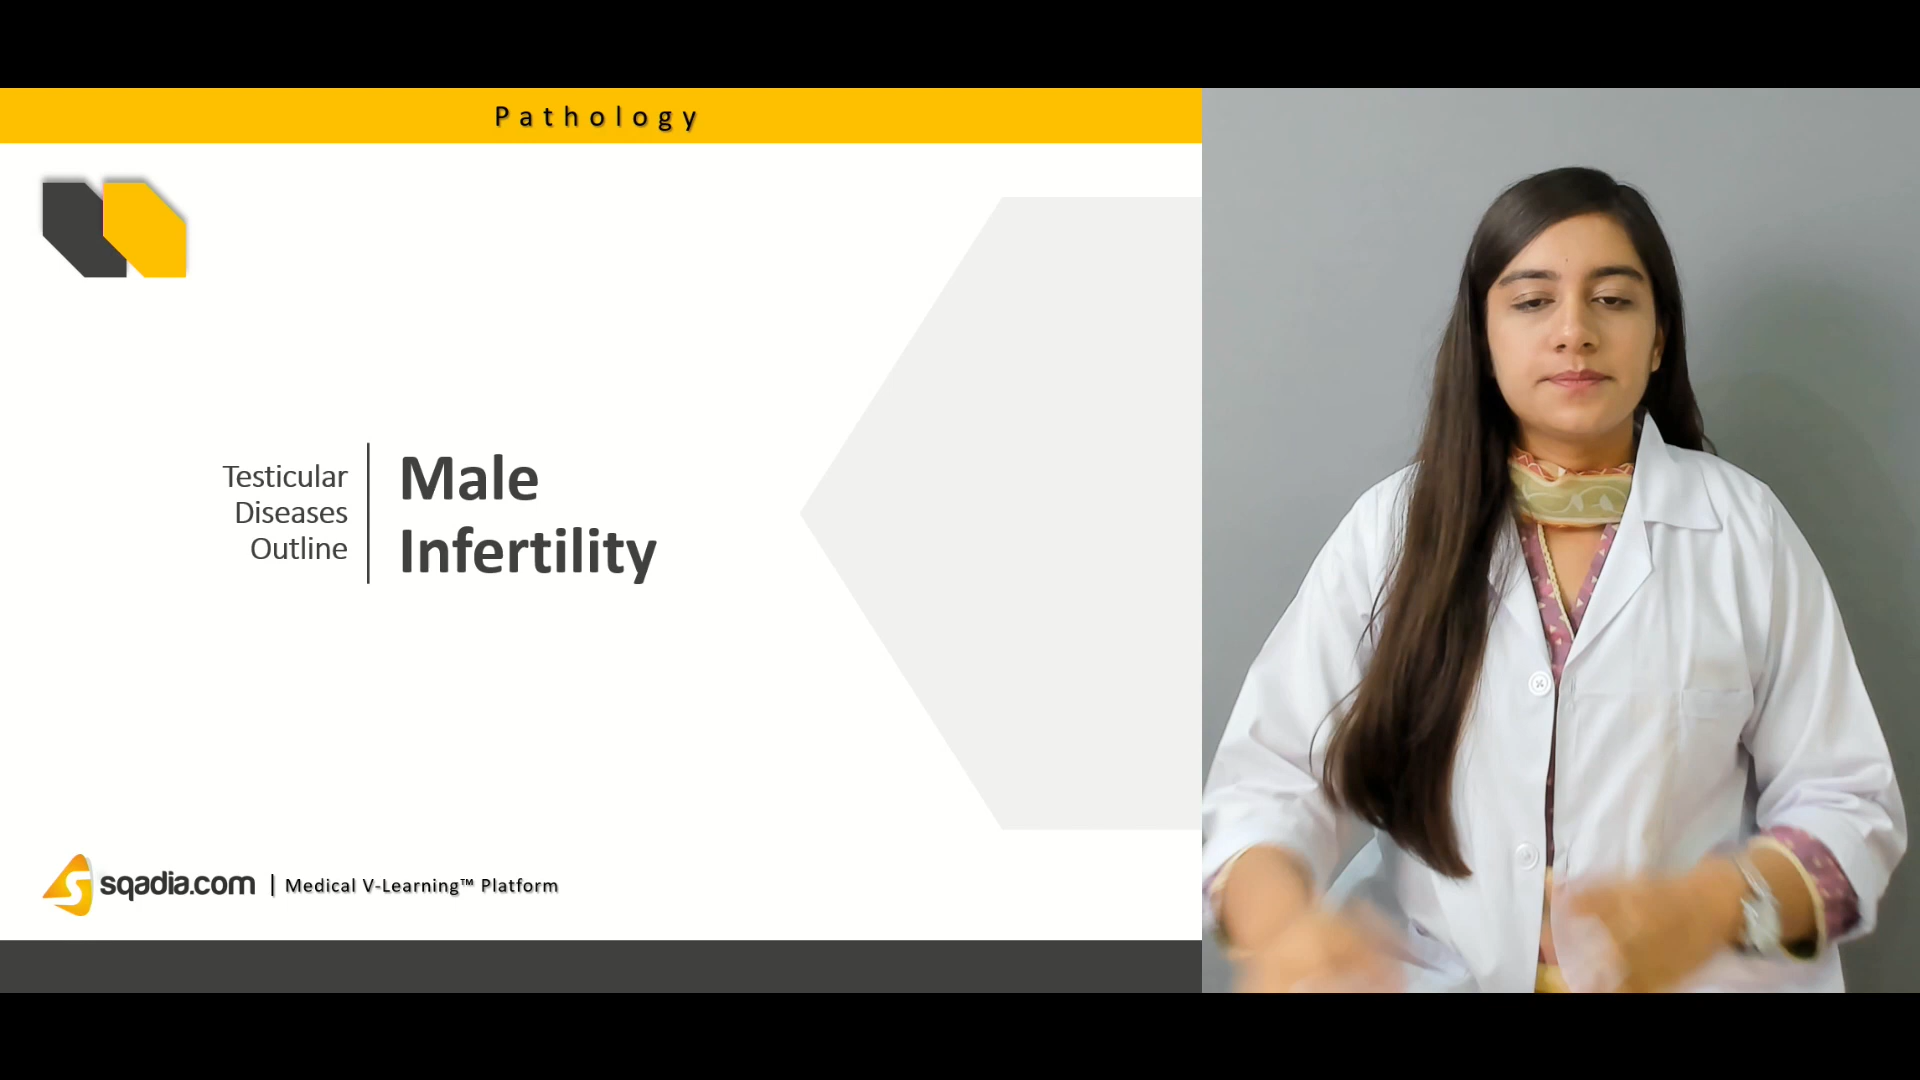 Pathology
Testicular
Diseases
Outline
Male
Infertility
sqadia.com | Medical V-Learning™ Platform